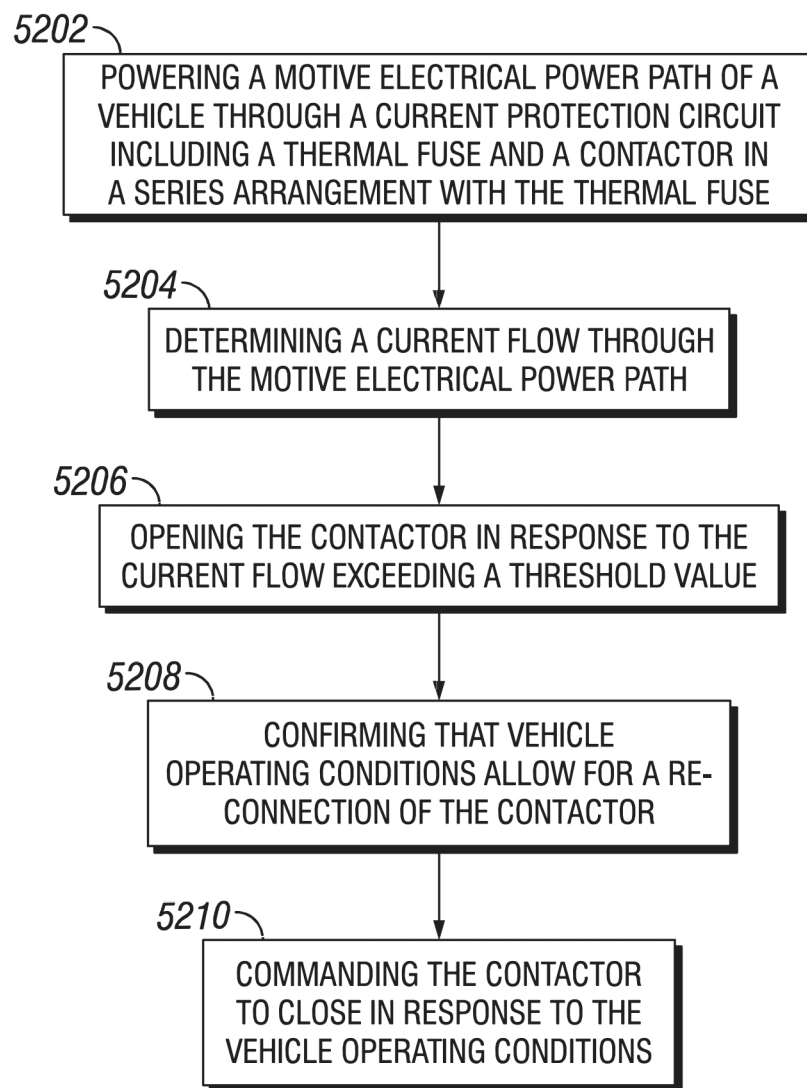 5202
POWERING A MOTIVE ELECTRICAL POWER PATH OF A
VEHICLE THROUGH A CURRENT PROTECTION CIRCUIT
INCLUDING A THERMAL FUSE AND A CONTACTOR IN
A SERIES ARRANGEMENT WITH THE THERMAL FUSE
5204
DETERMINING A CURRENT FLOW THROUGH
THE MOTIVE ELECTRICAL POWER PATH
5206
OPENING THE CONTACTOR IN RESPONSE TO THE
CURRENT FLOW EXCEEDING A THRESHOLD VALUE
5208
CONFIRMING THAT VEHICLE
OPERATING CONDITIONS ALLOW FOR A RE-
CONNECTION OF THE CONTACTOR
5210
COMMANDING THE CONTACTOR
TO CLOSE IN RESPONSE TO THE
VEHICLE OPERATING CONDITIONS